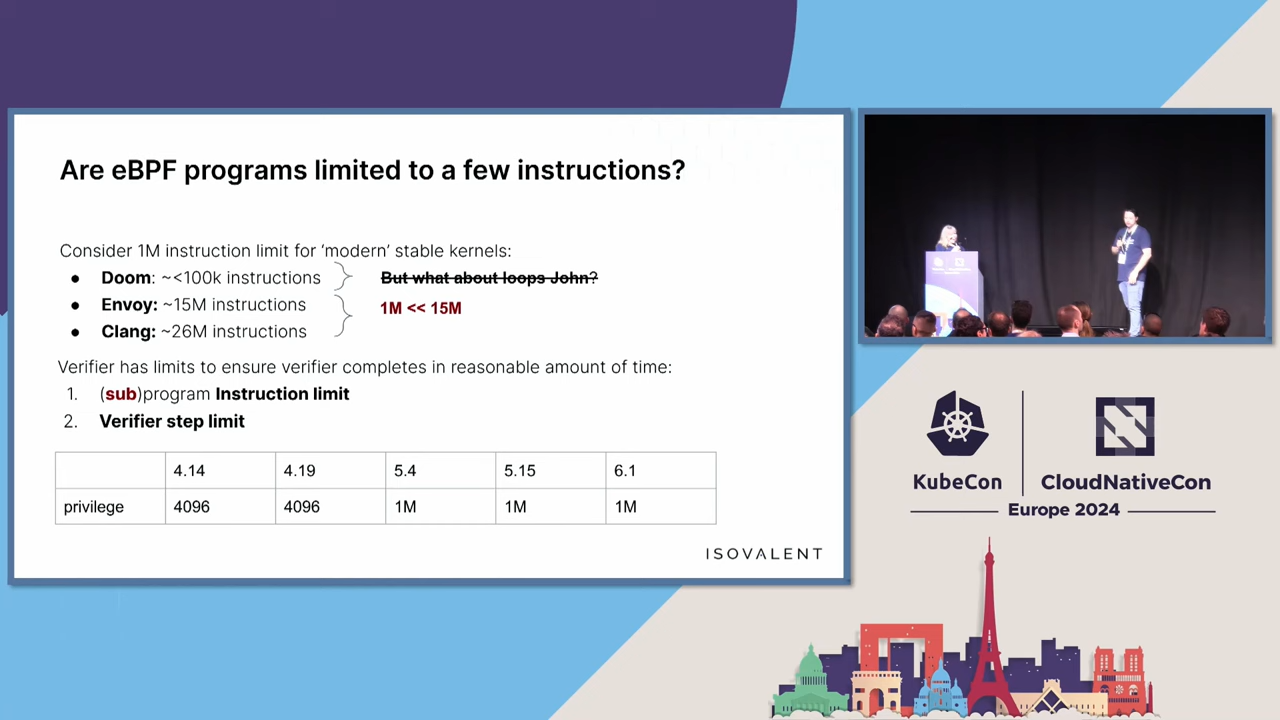 Are eBPF programs limited to a few instructions?
Consider 1M instruction limit for ‘modern’ stable kernels:
● Doom: ~<100k instructions
But what about loops John?
● Envoy: ~15M instructions
1M << 15M
● Clang: ~26M instructions
Verifier has limits to ensure verifier completes in reasonable amount of time:
1. (sub)program Instruction limit
2. Verifier step limit
4.14 4.19 5.4 5.15 6.1
privilege 4096 4096 1M 1M 1M
ISOVALENT
KubeCon
CloudNativeCon
Europe 2024